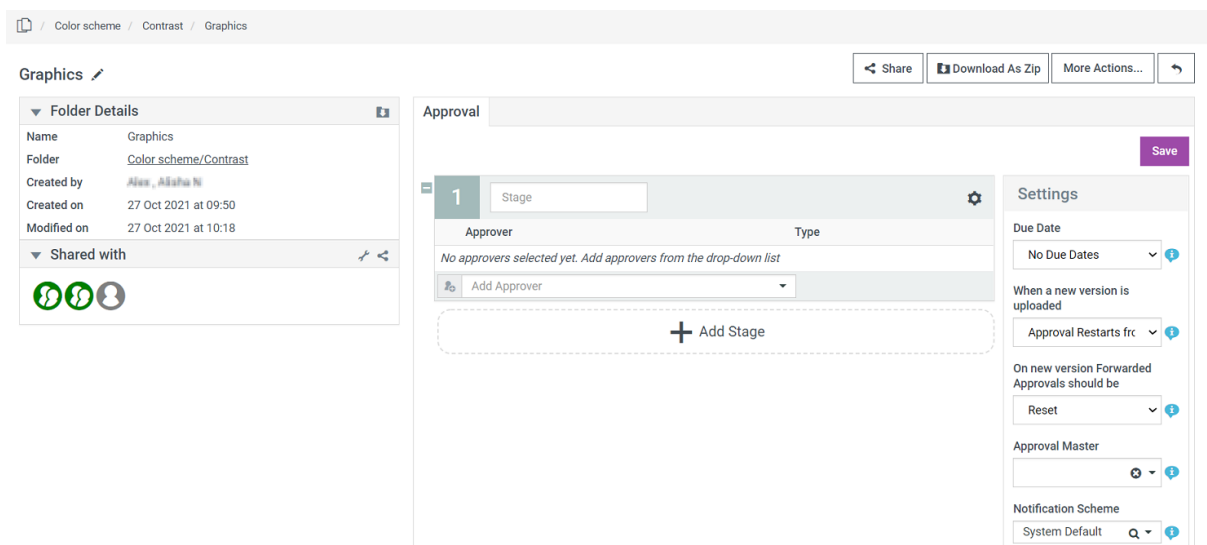 / Color scheme / Contrast / Graphics
Graphics
Share
Download As Zip
More Actions...
Folder Details
Name Graphics
Folder Color scheme/Contrast
Created by
Created on 27 Oct 2021 at 09:50
Modified on 27 Oct 2021 at 10:18
Shared with
Approval
Save
1 Stage
Approver Type
No approvers selected yet. Add approvers from the drop-down list
Add Approver
Add Stage
Settings
Due Date
No Due Dates
When a new version is
uploaded
Approval Restarts frc
On new version Forwarded
Approvals should be
Reset
Approval Master
Notification Scheme
System Default